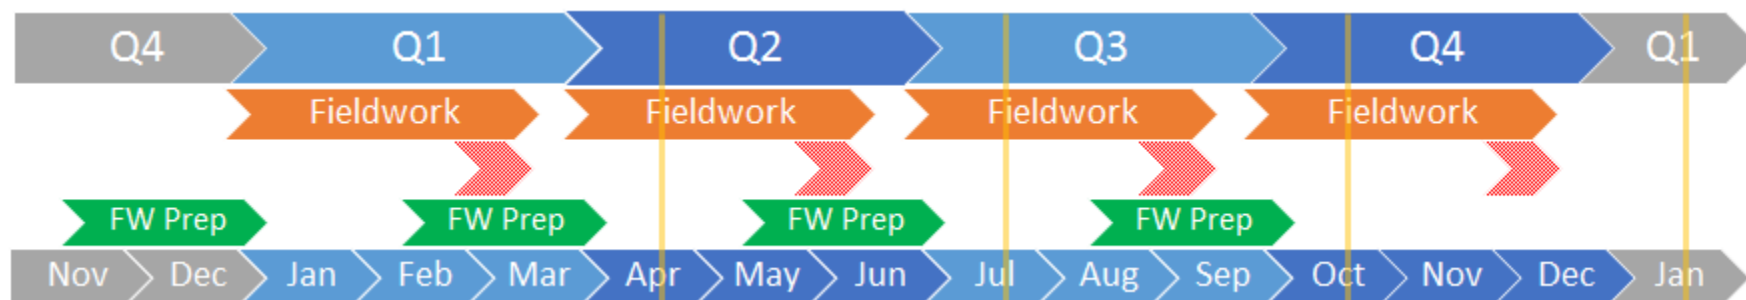 Q4 Q1 Q2 Q3 Q4 Q1
Fieldwork Fieldwork Fieldwork Fieldwork
FW Prep FW Prep FW Prep FW Prep
Nov Dec Jan Feb Mar Apr May Jun Jul Aug Sep Oct Nov Dec Jan